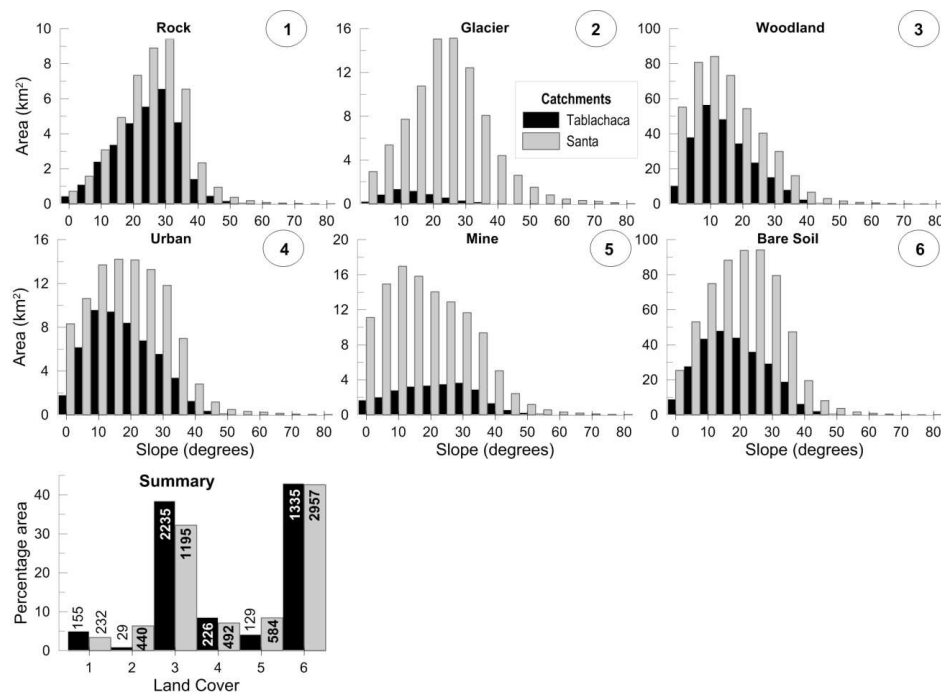 Rock
1
Area (km²)
10
8
6
4
2
0
0 10 20 30 40 50 60 70 80
Glacier
2
16
12
8
4
0
0 10 20 30 40 50 60 70 80
Catchments
Tablachaca
Santa
Woodland
3
100
80
60
40
20
0
0 10 20 30 40 50 60 70 80
Urban
4
Area (km²)
16
12
8
4
0
0 10 20 30 40 50 60 70 80
Slope (degrees)
Mine
5
20
16
12
8
4
0
0 10 20 30 40 50 60 70 80
Slope (degrees)
Bare Soil
6
100
80
60
40
20
0
0 10 20 30 40 50 60 70 80
Slope (degrees)
Summary
Percentage area
40
30
20
10
0
155
232
29
440
2235
1195
226
492
129
584
1335
2957
1 2 3 4 5 6
Land Cover